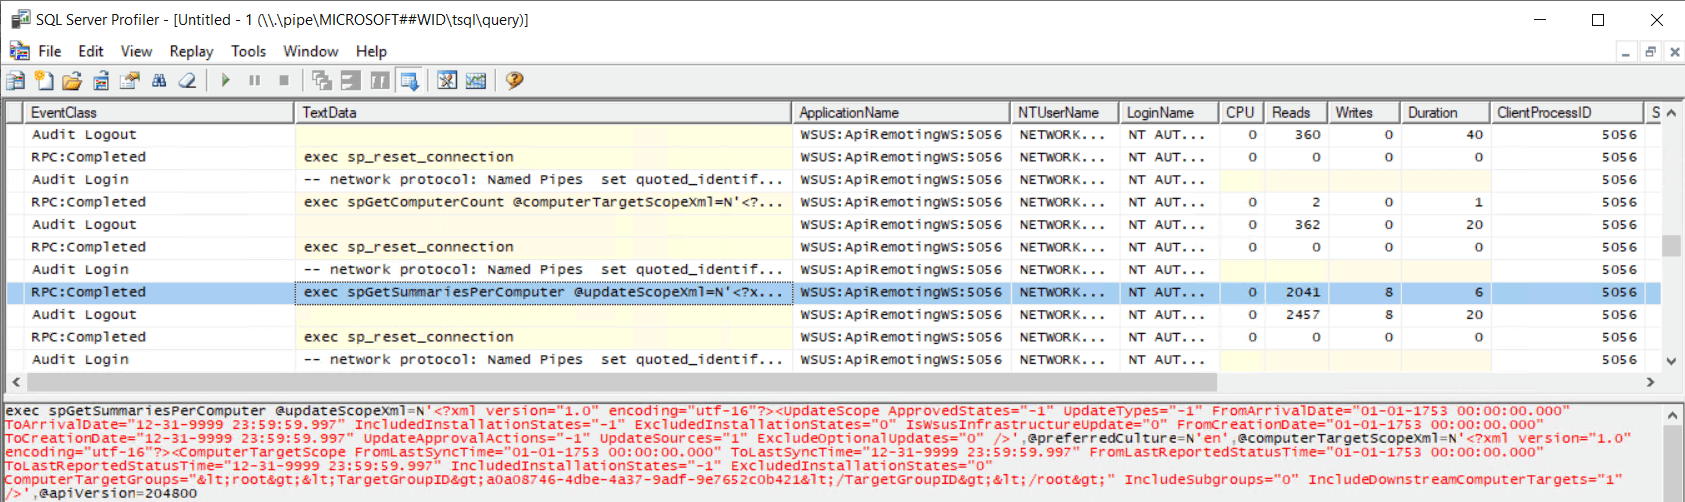 SQL Server Profiler - [Untitled - 1 (\\.\pipe\MICROSOFT##WID\tsql\query)]
File Edit View Replay Tools Window Help
EventClass TextData ApplicationName NTUserName LoginName CPU Reads Writes Duration ClientProcessID S
Audit Logout WSUS:ApiRemotingWS:5056 NETWORK... NT AUT... 0 360 0 40 5056
RPC:Completed exec sp_reset_connection WSUS:ApiRemotingWS:5056 NETWORK... NT AUT... 0 0 0 0 5056
Audit Login -- network protocol: Named Pipes set quoted_identif... WSUS:ApiRemotingWS:5056 NETWORK... NT AUT... 5056
RPC:Completed exec spGetComputerCount @computerTargetScopeXml=N'<?... WSUS:ApiRemotingWS:5056 NETWORK... NT AUT... 0 2 0 1 5056
Audit Logout WSUS:ApiRemotingWS:5056 NETWORK... NT AUT... 0 362 0 20 5056
RPC:Completed exec sp_reset_connection WSUS:ApiRemotingWS:5056 NETWORK... NT AUT... 0 0 0 0 5056
Audit Login -- network protocol: Named Pipes set quoted_identif... WSUS:ApiRemotingWS:5056 NETWORK... NT AUT... 5056
RPC:Completed exec spGetSummariesPerComputer @updateScopeXml=N'<?x... WSUS:ApiRemotingWS:5056 NETWORK... NT AUT... 0 2041 8 6 5056
Audit Logout WSUS:ApiRemotingWS:5056 NETWORK... NT AUT... 0 2457 8 20 5056
RPC:Completed exec sp_reset_connection WSUS:ApiRemotingWS:5056 NETWORK... NT AUT... 0 0 0 0 5056
Audit Login -- network protocol: Named Pipes set quoted_identif... WSUS:ApiRemotingWS:5056 NETWORK... NT AUT... 5056
exec spGetSummariesPerComputer @updateScopeXml=N'<?xml version="1.0" encoding="utf-16"?><UpdateScope ApprovedStates="-1" UpdateTypes="-1" FromArrivalDate="01-01-1753 00:00:00.000"
ToArrivalDate="12-31-9999 23:59:59.997" IncludedInstallationStates="-1" ExcludedInstallationStates="0" IsWsusInfrastructureUpdate="0" FromCreationDate="01-01-1753 00:00:00.000"
ToCreationDate="12-31-9999 23:59:59.997" UpdateApprovalActions="-1" UpdateSources="1" ExcludeOptionalUpdates="0" />',@preferredCulture=N'en',@computerTargetScopeXml=N'<?xml version="1.0"
encoding="utf-16"?><ComputerTargetScope FromLastSyncTime="01-01-1753 00:00:00.000" ToLastSyncTime="12-31-9999 23:59:59.997" FromLastReportedStatusTime="01-01-1753 00:00:00.000"
ToLastReportedStatusTime="12-31-9999 23:59:59.997" IncludedInstallationStates="-1" ExcludedInstallationStates="0"
ComputerTargetGroups="&lt;root&gt;&lt;TargetGroupID&gt;a0a08746-4dbe-4a37-9adf-9e7652c0b421&lt;/TargetGroupID&gt;&lt;/root&gt;" IncludeSubgroups="0" IncludeDownstreamComputerTargets="1"
/>',@apiVersion=204800